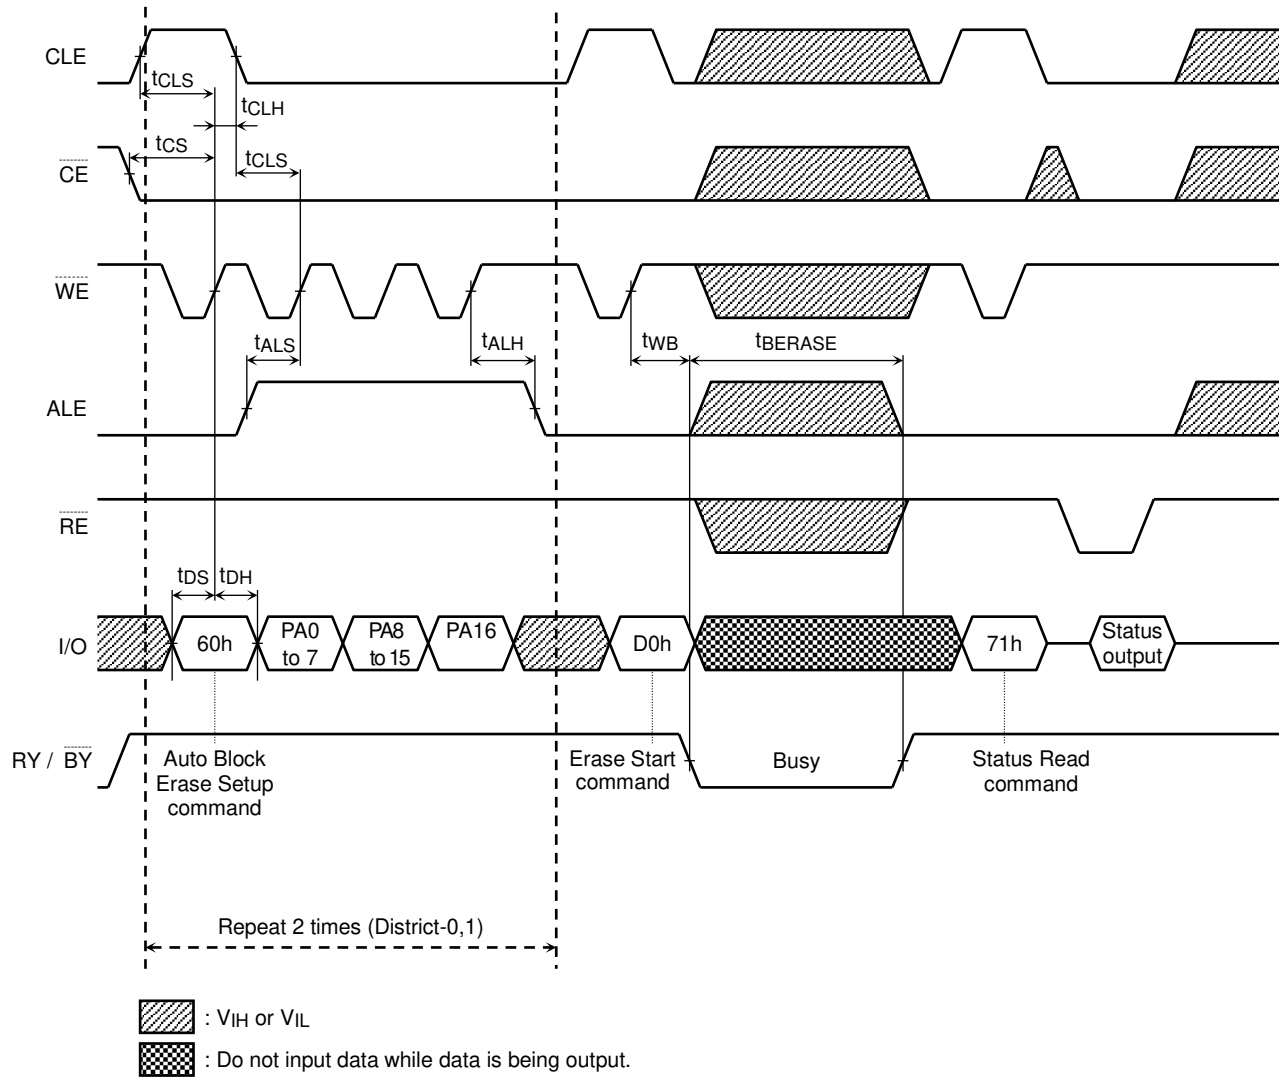 CLE
tCLS
tCLH
tCS
CE
tCLS
WE
tALS
tALH
tWB
tBERASE
ALE
RE
tDS
tDH
I/O
60h
PA0
to 7
PA8
to 15
PA16
D0h
71h
Status
output
RY / BY
Auto Block
Erase Setup
command
Erase Start
command
Busy
Status Read
command
Repeat 2 times (District-0,1)
: VIH or VIL
: Do not input data while data is being output.